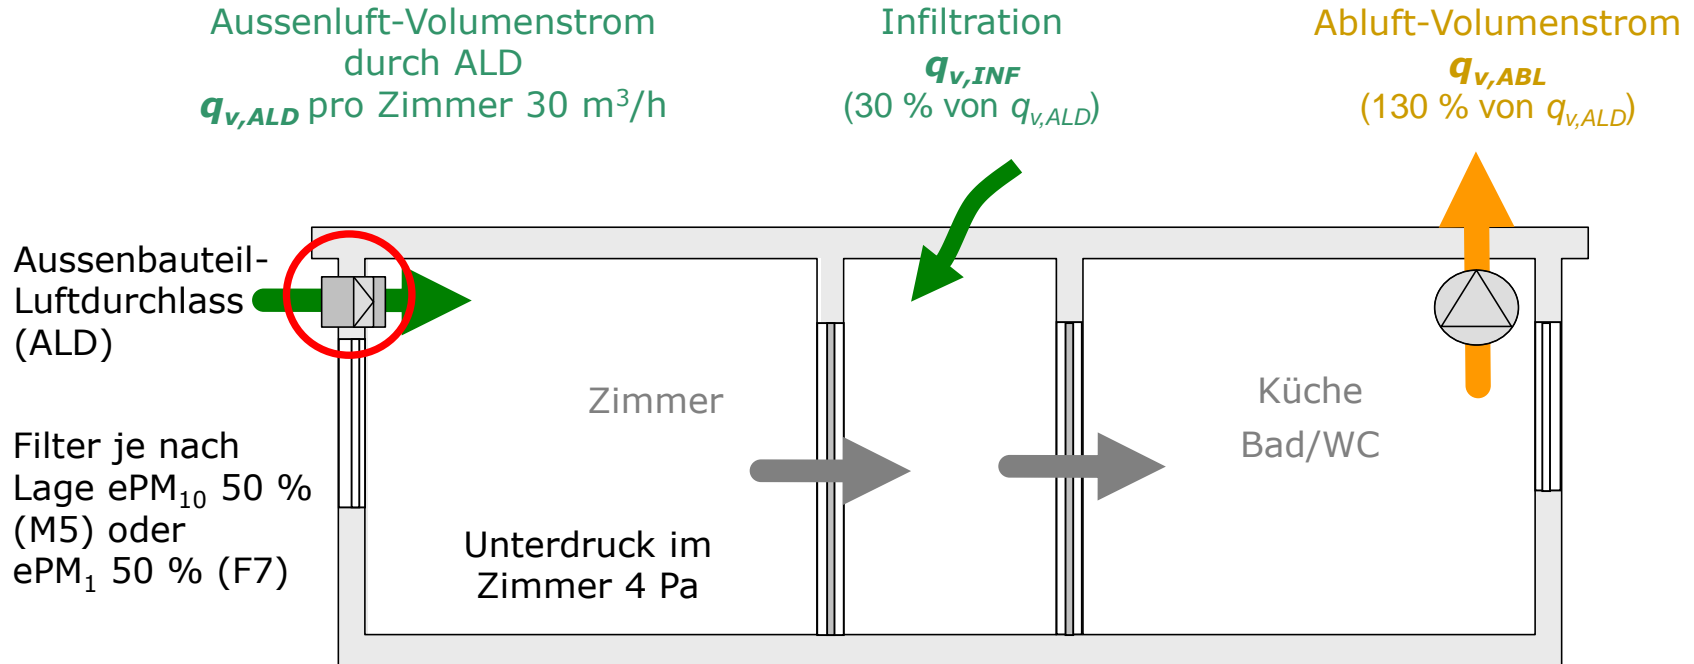 Aussenluft-Volumenstrom
durch ALD
qv,ALD pro Zimmer 30 m³/h
Infiltration
qv,INF
(30 % von qv,ALD)
Abluft-Volumenstrom
qv,ABL
(130 % von qv,ALD)
Aussenbauteil-
Luftdurchlass
(ALD)
Filter je nach
Lage ePM₁₀ 50 %
(M5) oder
ePM₁ 50 % (F7)
Zimmer
Unterdruck im
Zimmer 4 Pa
Küche
Bad/WC